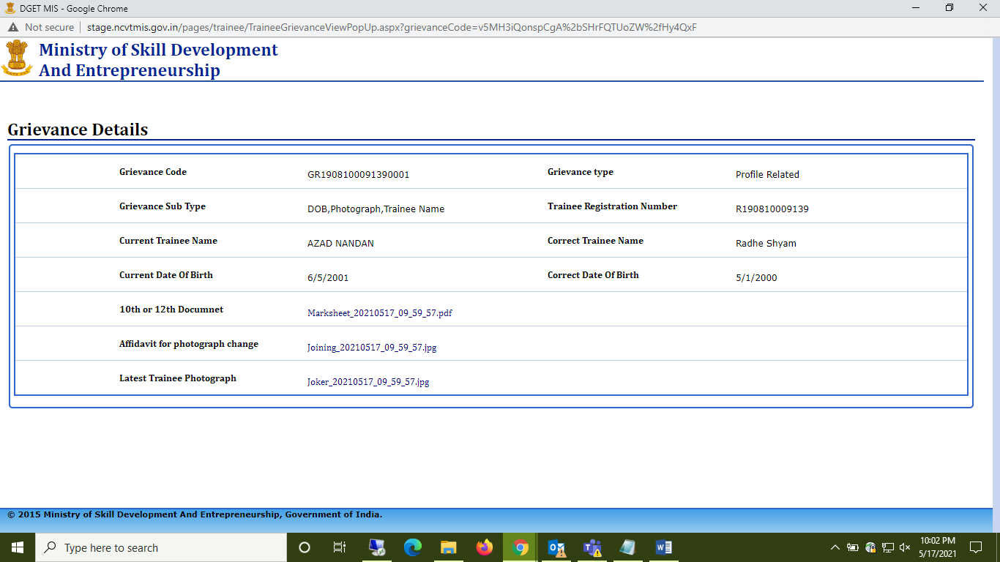 DGET MIS - Google Chrome
Not secure stage.ncvtmis.gov.in/pages/trainee/TraineeGrievanceViewPopUp.aspx?grievanceCode=v5MH3iQonspCgA%2bSHrFQTUoZW%2fHy4QxF
Ministry of Skill Development
And Entrepreneurship
Grievance Details
Grievance Code GR1908100091390001 Grievance type Profile Related
Grievance Sub Type DOB,Photograph,Trainee Name Trainee Registration Number R190810009139
Current Trainee Name AZAD NANDAN Correct Trainee Name Radhe Shyam
Current Date Of Birth 6/5/2001 Correct Date Of Birth 5/1/2000
10th or 12th Documnet Marksheet_20210517_09_59_57.pdf
Affidavit for photograph change Joining_20210517_09_59_57.jpg
Latest Trainee Photograph Joker_20210517_09_59_57.jpg
© 2015 Ministry of Skill Development And Entrepreneurship, Government of India.
Type here to search
10:02 PM
5/17/2021